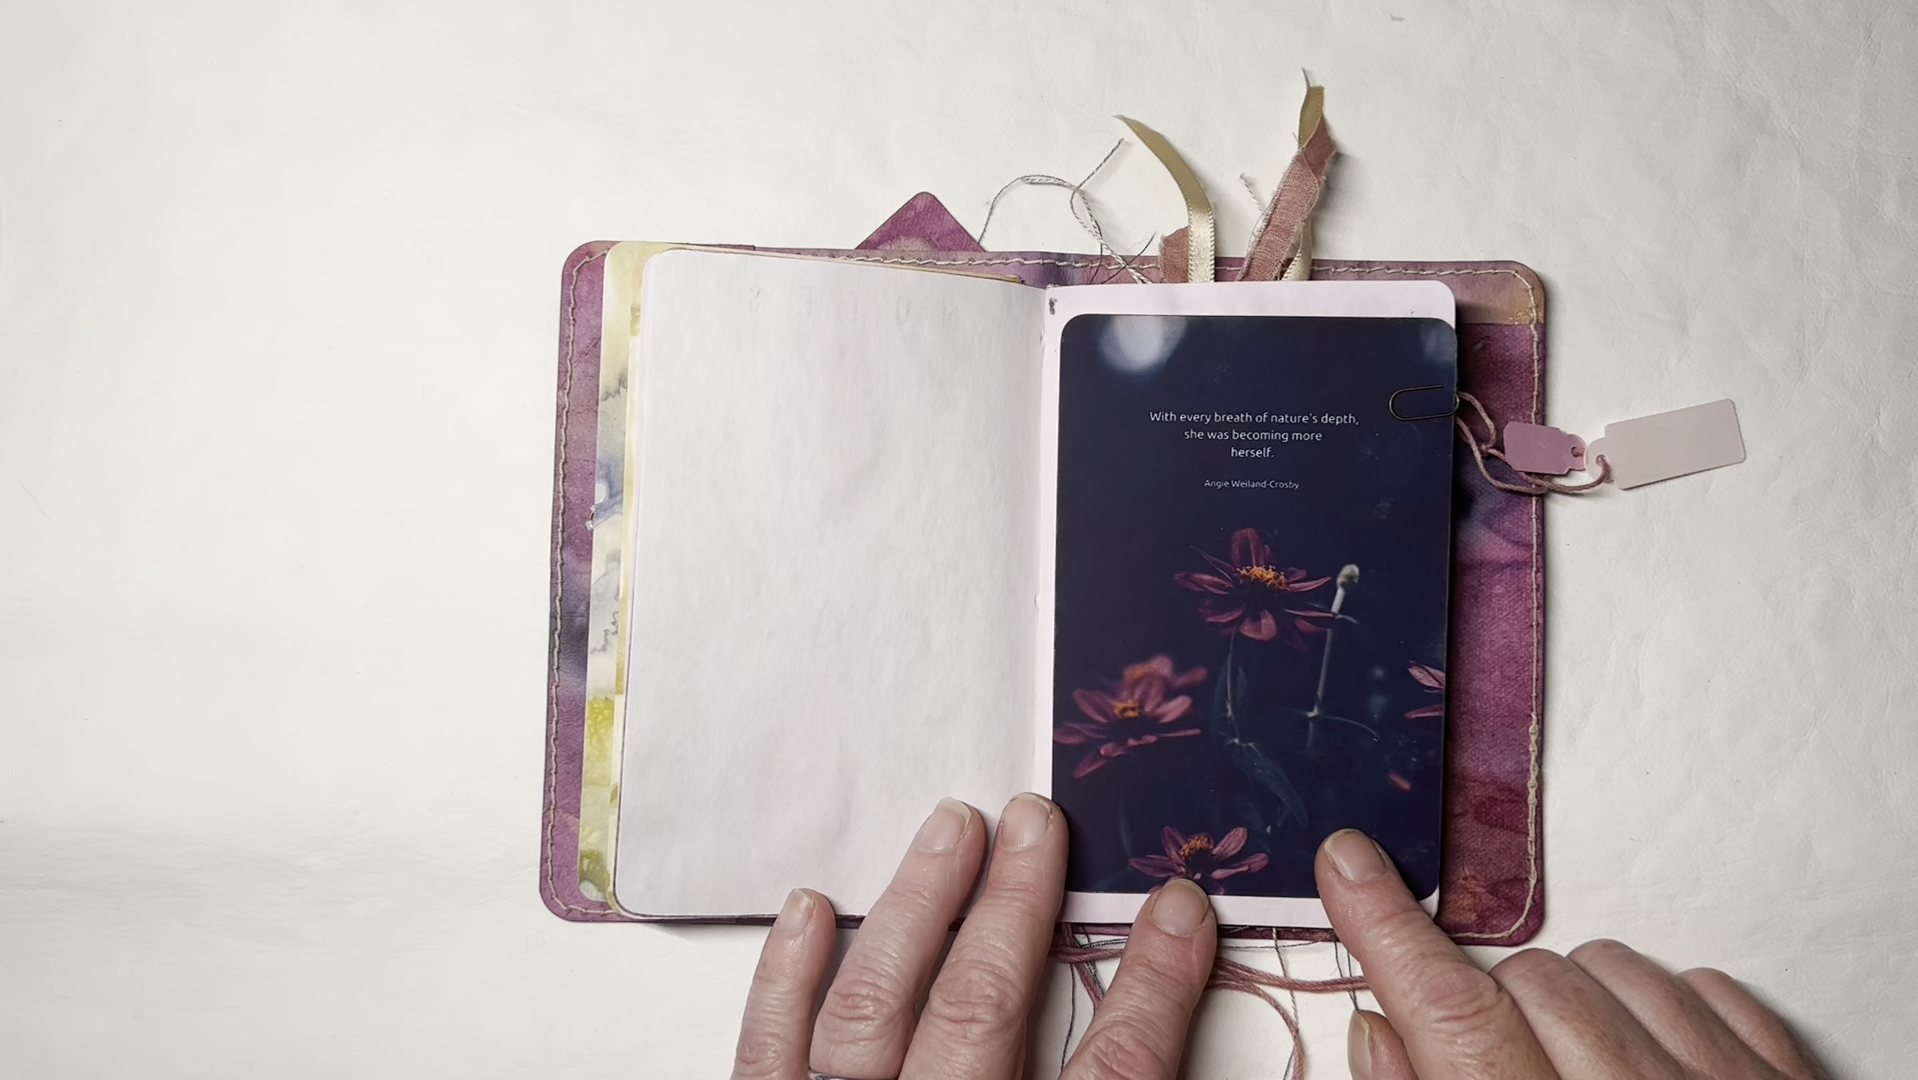 With every breath of nature's depth,
she was becoming more
herself.
Angie Weiland-Crosby